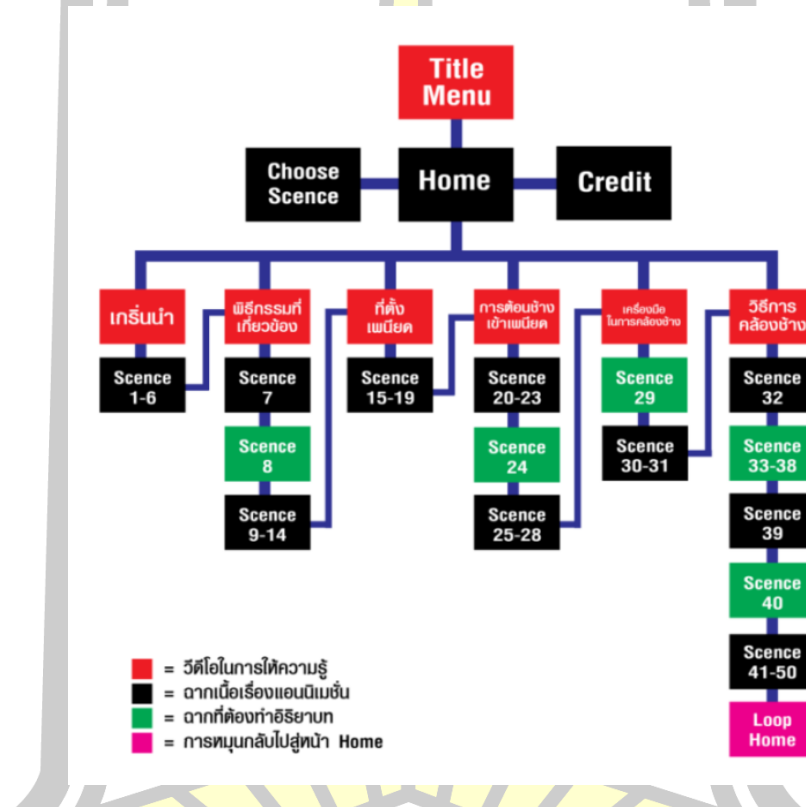 Title
Menu
Choose
Scence
Home
Credit
เกริ่นนำ
พิธีกรรมที่
เกี่ยวข้อง
ที่ตั้ง
เพนียด
การต้อนช้าง
เข้าเพนียด
เครื่องมือ
ในการคล้องช้าง
วิธีการ
คล้องช้าง
Scence
1-6
Scence
7
Scence
15-19
Scence
20-23
Scence
29
Scence
32
Scence
8
Scence
24
Scence
30-31
Scence
33-38
Scence
9-14
Scence
25-28
Scence
39
Scence
40
Scence
41-50
Loop
Home
= วีดีโอในการให้ความรู้
= ฉากเนื้อเรื่องแอนนิเมชั่น
= ฉากที่ต้องทำอิริยาบท
= การหมุนกลับไปสู่หน้า Home